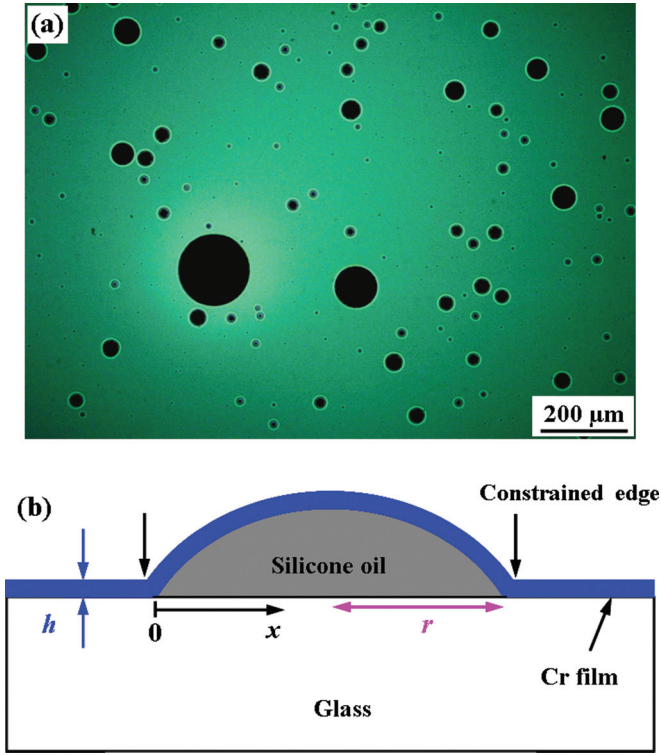 (a)
200 μm
(b)
Constrained edge
Silicone oil
h
0
x
r
Cr film
Glass